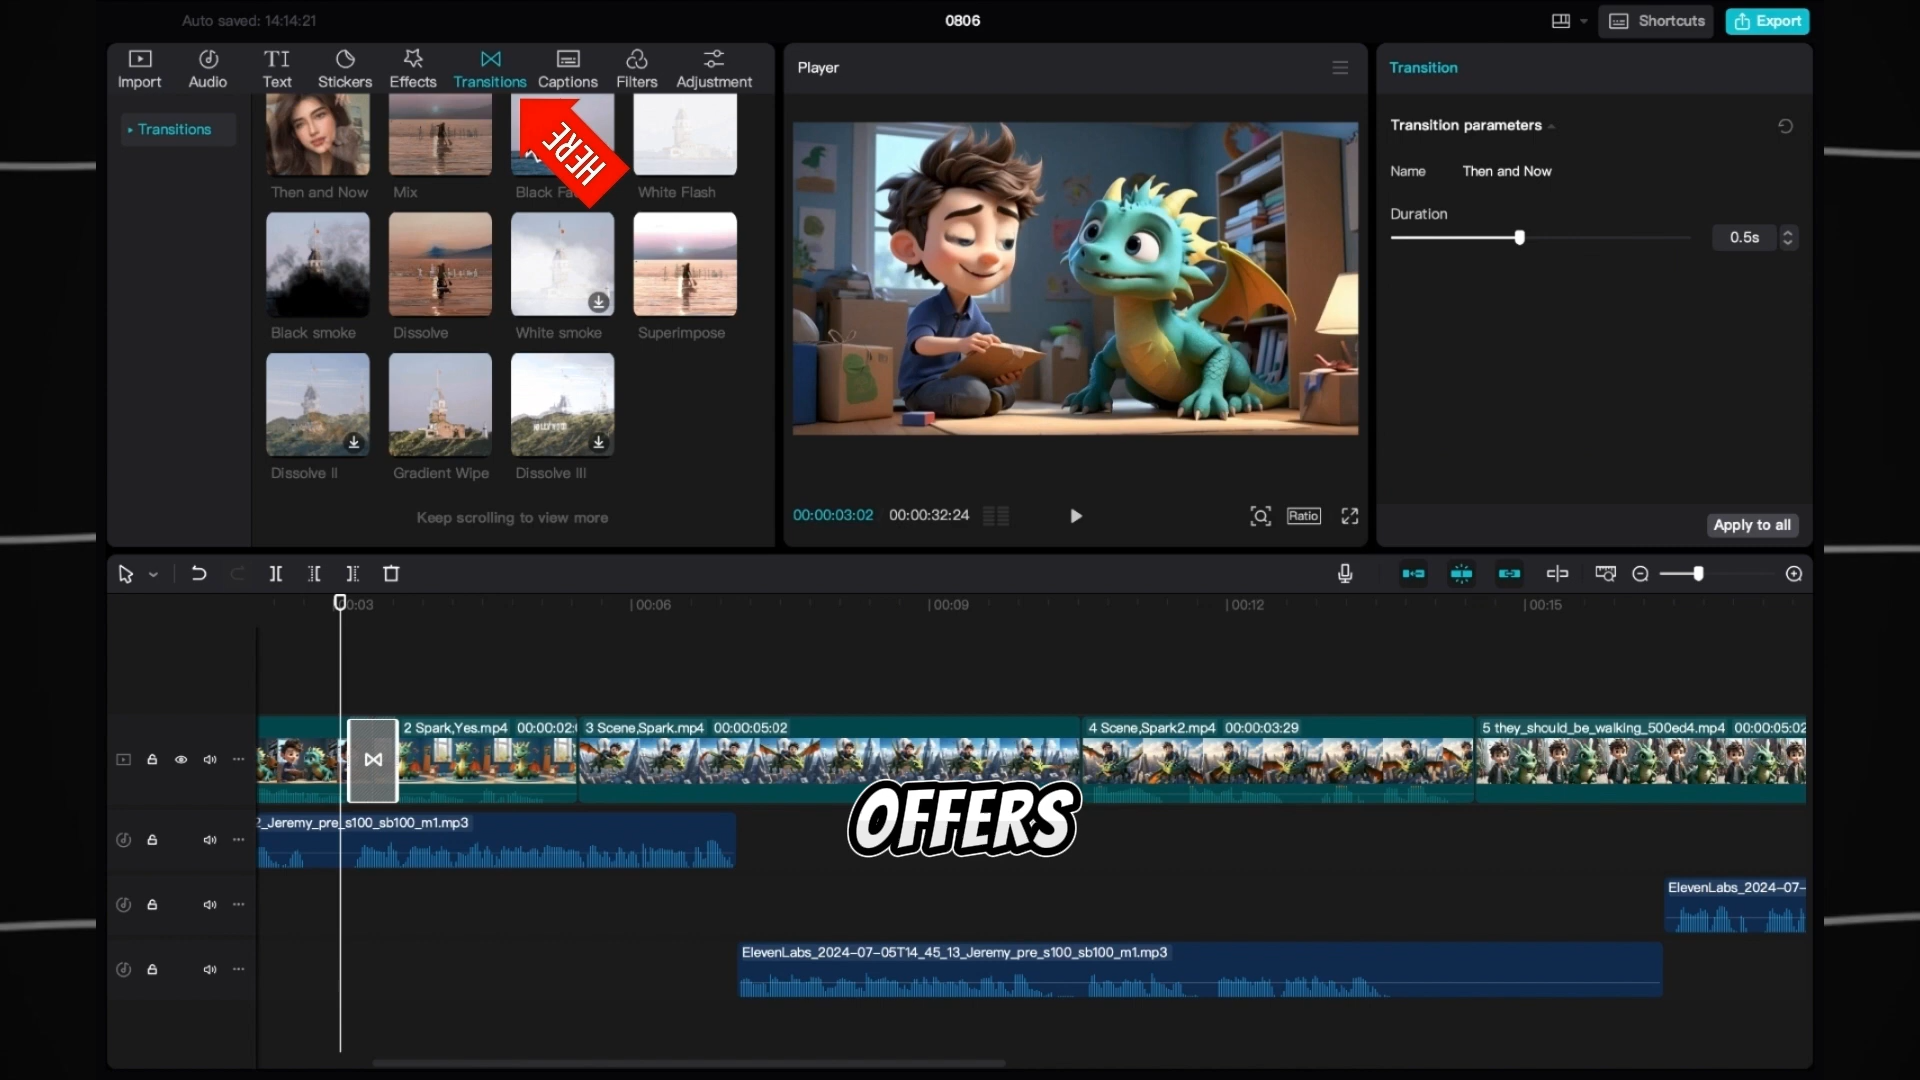 Auto saved: 14:14:21
0806
Shortcuts
Export
Import
Audio
TI
Text
Stickers
Effects
Transitions
Captions
Filters
Adjustment
Transitions
HERE
Then and Now
Mix
White Flash
Black smoke
Dissolve
White smoke
Superimpose
Dissolve II
Gradient Wipe
Dissolve III
Keep scrolling to view more
Player
00:00:03:02
00:00:32:24
Ratio
Transition
Transition parameters
Name
Then and Now
Duration
0.5s
Apply to all
00:03
00:06
00:09
00:12
00:15
2 Spark,Yes.mp4 00:00:02:
3 Scene,Spark.mp4 00:00:05:02
4 Scene,Spark2.mp4 00:00:03:29
5 they_should_be_walking_500ed4.mp4 00:00:05:02
OFFERS
2_Jeremy_pre_s100_sb100_m1.mp3
ElevenLabs_2024-07-
ElevenLabs_2024-07-05T14_45_13_Jeremy_pre_s100_sb100_m1.mp3